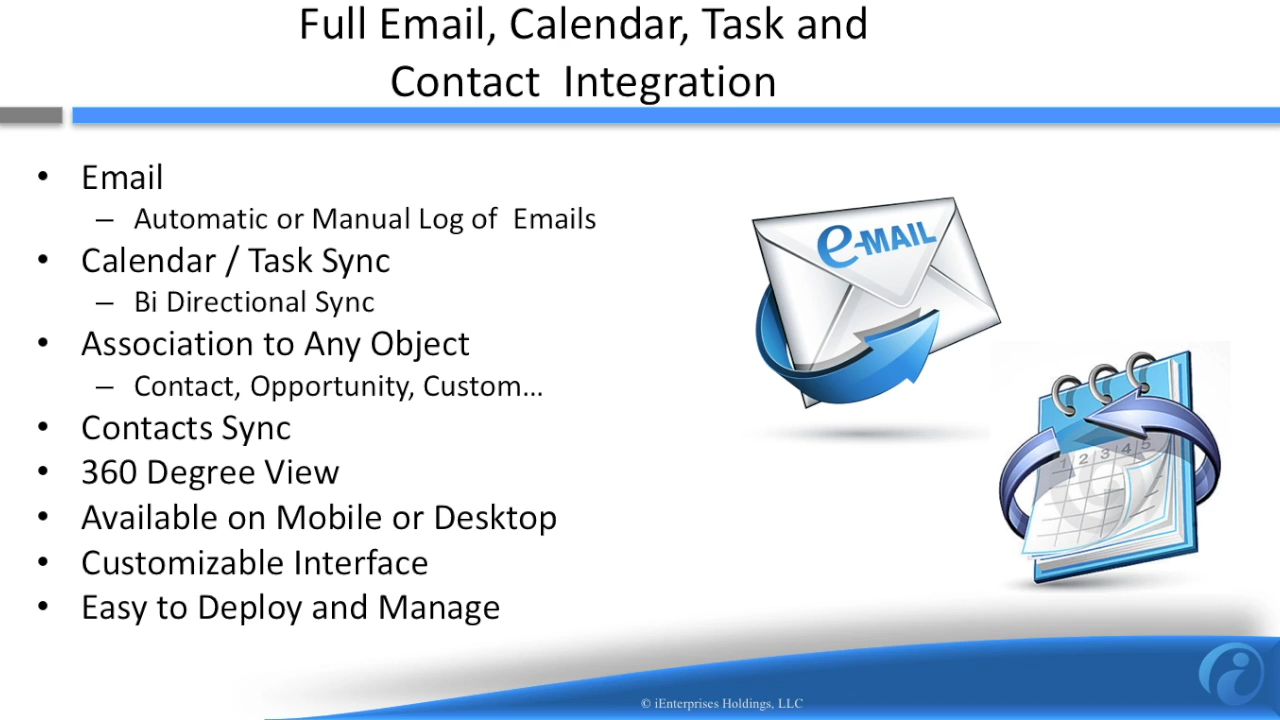 Full Email, Calendar, Task and
Contact  Integration
• Email
– Automatic or Manual Log of  Emails
• Calendar / Task Sync
– Bi Directional Sync
• Association to Any Object
– Contact, Opportunity, Custom...
• Contacts Sync
• 360 Degree View
• Available on Mobile or Desktop
• Customizable Interface
• Easy to Deploy and Manage
e-MAIL
1 2 3 4 5
© iEnterprises Holdings, LLC
i